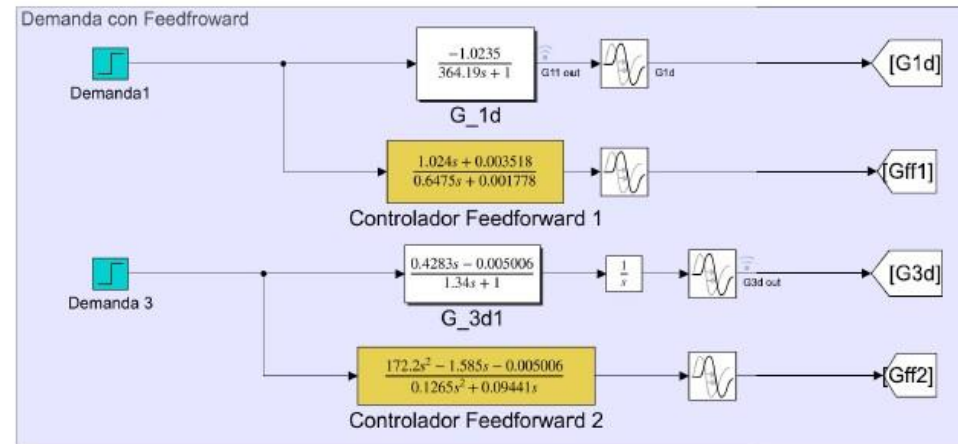 Demanda con Feedfroward
−1.0235
364.19s + 1
G11 out
G1d
[G1d]
Demanda1
G_1d
1.024s + 0.003518
0.6475s + 0.001778
[Gff1]
Controlador Feedforward 1
0.4283s − 0.005006
1.34s + 1
1
s
G3d out
[G3d]
Demanda 3
G_3d1
172.2s² − 1.585s − 0.005006
0.1265s² + 0.09441s
[Gff2]
Controlador Feedforward 2